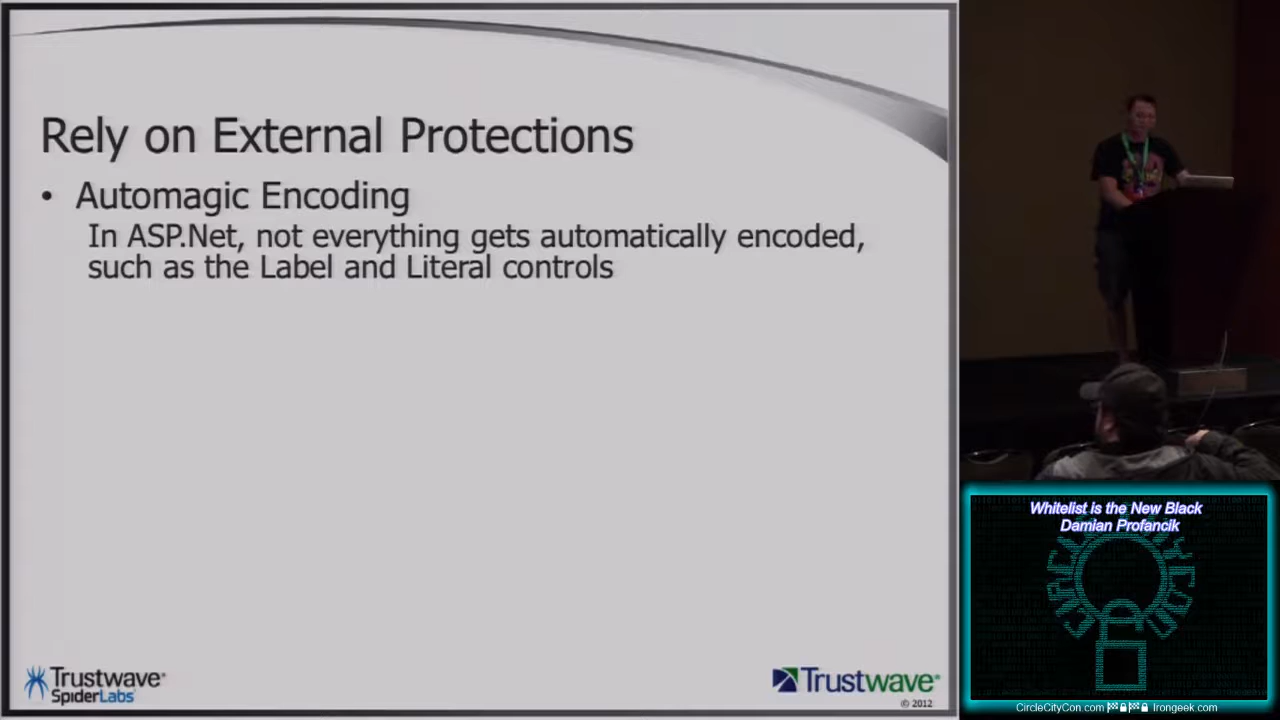 Rely on External Protections
• Automagic Encoding
In ASP.Net, not everything gets automatically encoded,
such as the Label and Literal controls
Trustwave®
SpiderLabs®
Trustwave®
© 2012
Whitelist is the New Black
Damian Profancik
CircleCityCon.com Irongeek.com